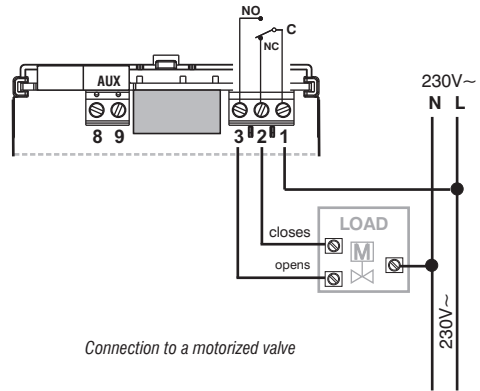 NO
C
NC
AUX
230V~
N L
8 9
3 2 1
LOAD
closes
M
opens
230V~
Connection to a motorized valve